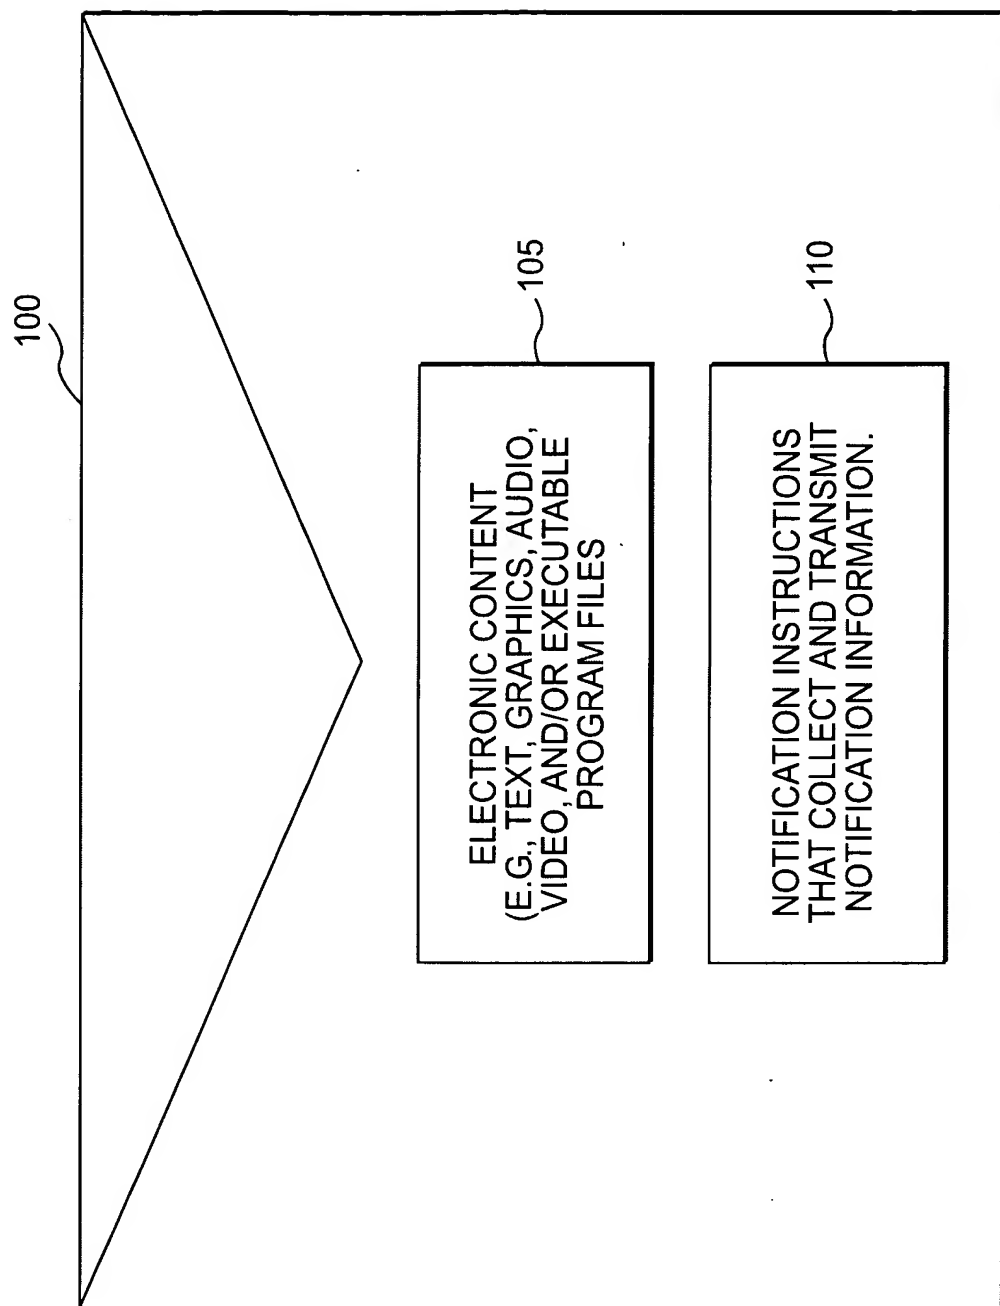 100
ELECTRONIC CONTENT
(E.G., TEXT, GRAPHICS, AUDIO,
VIDEO, AND/OR EXECUTABLE
PROGRAM FILES
105
NOTIFICATION INSTRUCTIONS
THAT COLLECT AND TRANSMIT
NOTIFICATION INFORMATION.
110